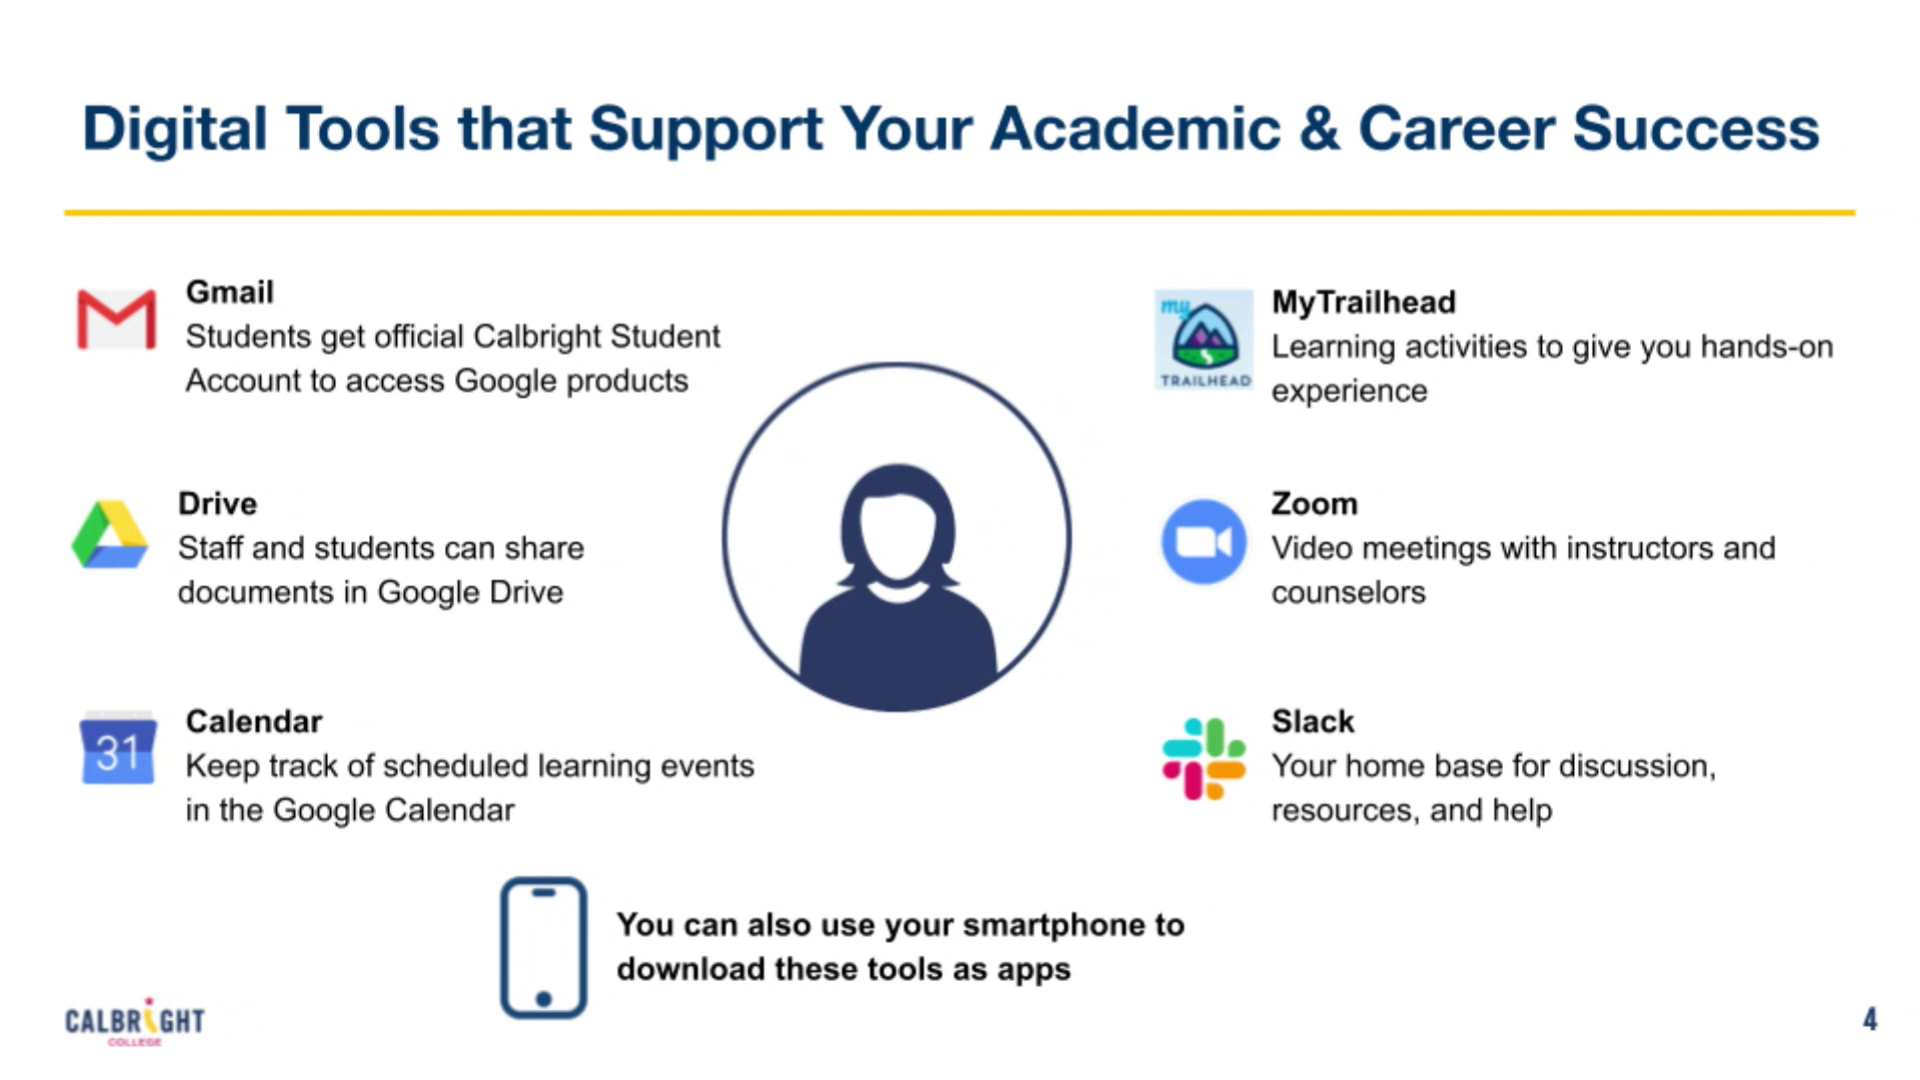 Digital Tools that Support Your Academic & Career Success
Gmail
Students get official Calbright Student
Account to access Google products
Drive
Staff and students can share
documents in Google Drive
31
Calendar
Keep track of scheduled learning events
in the Google Calendar
my
TRAILHEAD
MyTrailhead
Learning activities to give you hands-on
experience
Zoom
Video meetings with instructors and
counselors
Slack
Your home base for discussion,
resources, and help
You can also use your smartphone to
download these tools as apps
CALBRIGHT
COLLEGE
4